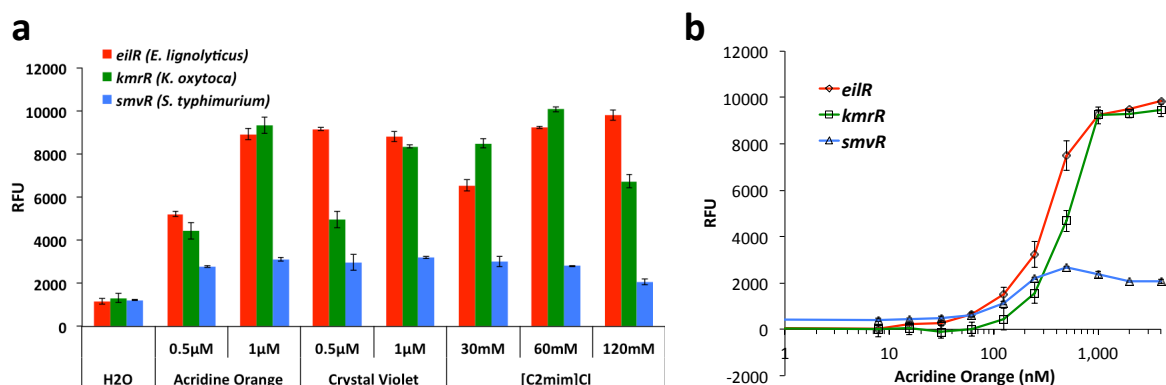 a
eilR (E. lignolyticus)
kmrR (K. oxytoca)
smvR (S. typhimurium)
12000
10000
8000
6000
4000
2000
0
RFU
0.5μM 1μM 0.5μM 1μM 30mM 60mM 120mM
H2O Acridine Orange Crystal Violet [C2mim]Cl
b
eilR
kmrR
smvR
12000
10000
8000
6000
4000
2000
0
-2000
RFU
1 10 100 1,000
Acridine Orange (nM)